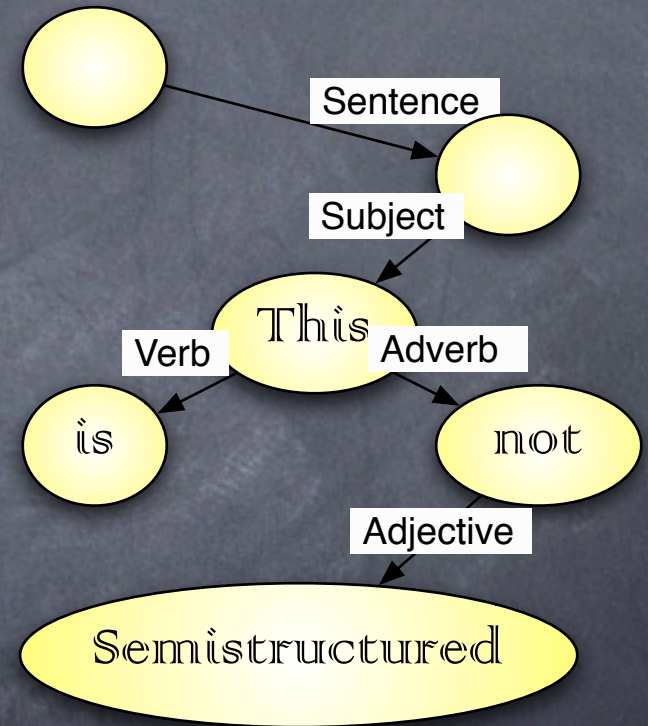 Sentence
Subject
This
Verb
Adverb
is
not
Adjective
Semistructured